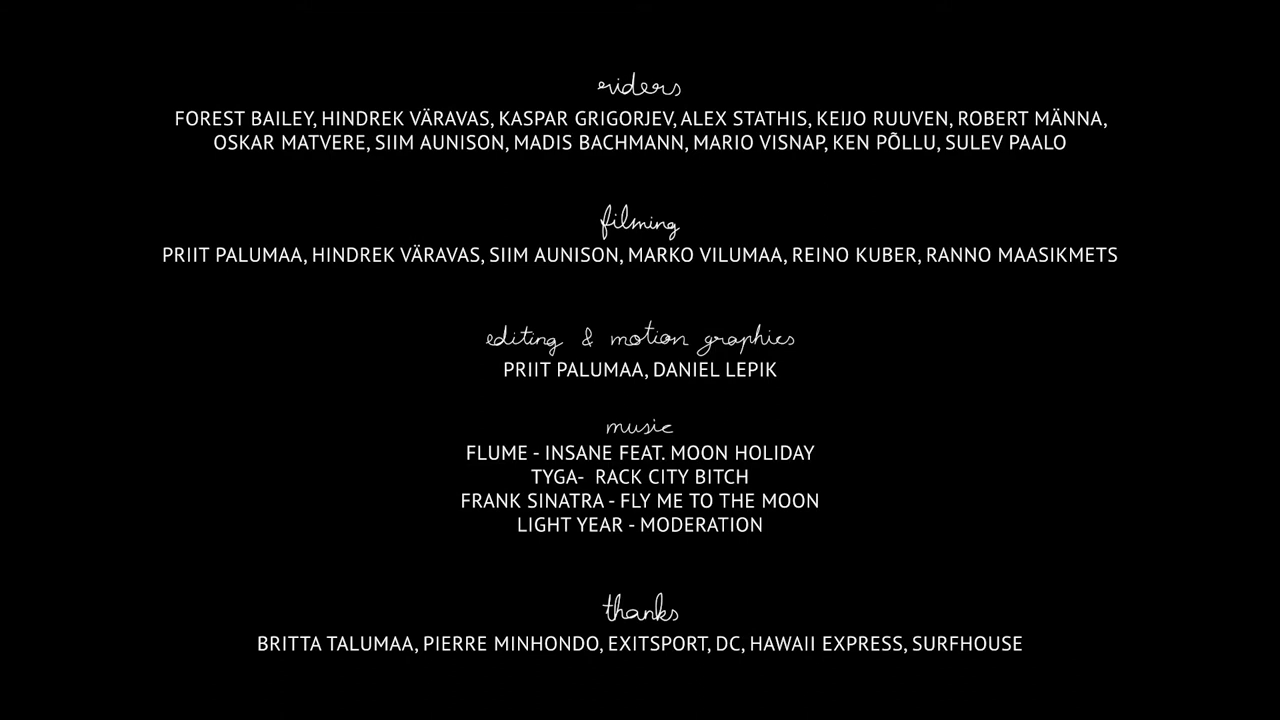 riders
FOREST BAILEY, HINDREK VÄRAVAS, KASPAR GRIGORJEV, ALEX STATHIS, KEIJO RUUVEN, ROBERT MÄNNA,
OSKAR MATVERE, SIIM AUNISON, MADIS BACHMANN, MARIO VISNAP, KEN PÕLLU, SULEV PAALO
filming
PRIIT PALUMAA, HINDREK VÄRAVAS, SIIM AUNISON, MARKO VILUMAA, REINO KUBER, RANNO MAASIKMETS
editing & motion graphics
PRIIT PALUMAA, DANIEL LEPIK
music
FLUME - INSANE FEAT. MOON HOLIDAY
TYGA-  RACK CITY BITCH
FRANK SINATRA - FLY ME TO THE MOON
LIGHT YEAR - MODERATION
thanks
BRITTA TALUMAA, PIERRE MINHONDO, EXITSPORT, DC, HAWAII EXPRESS, SURFHOUSE